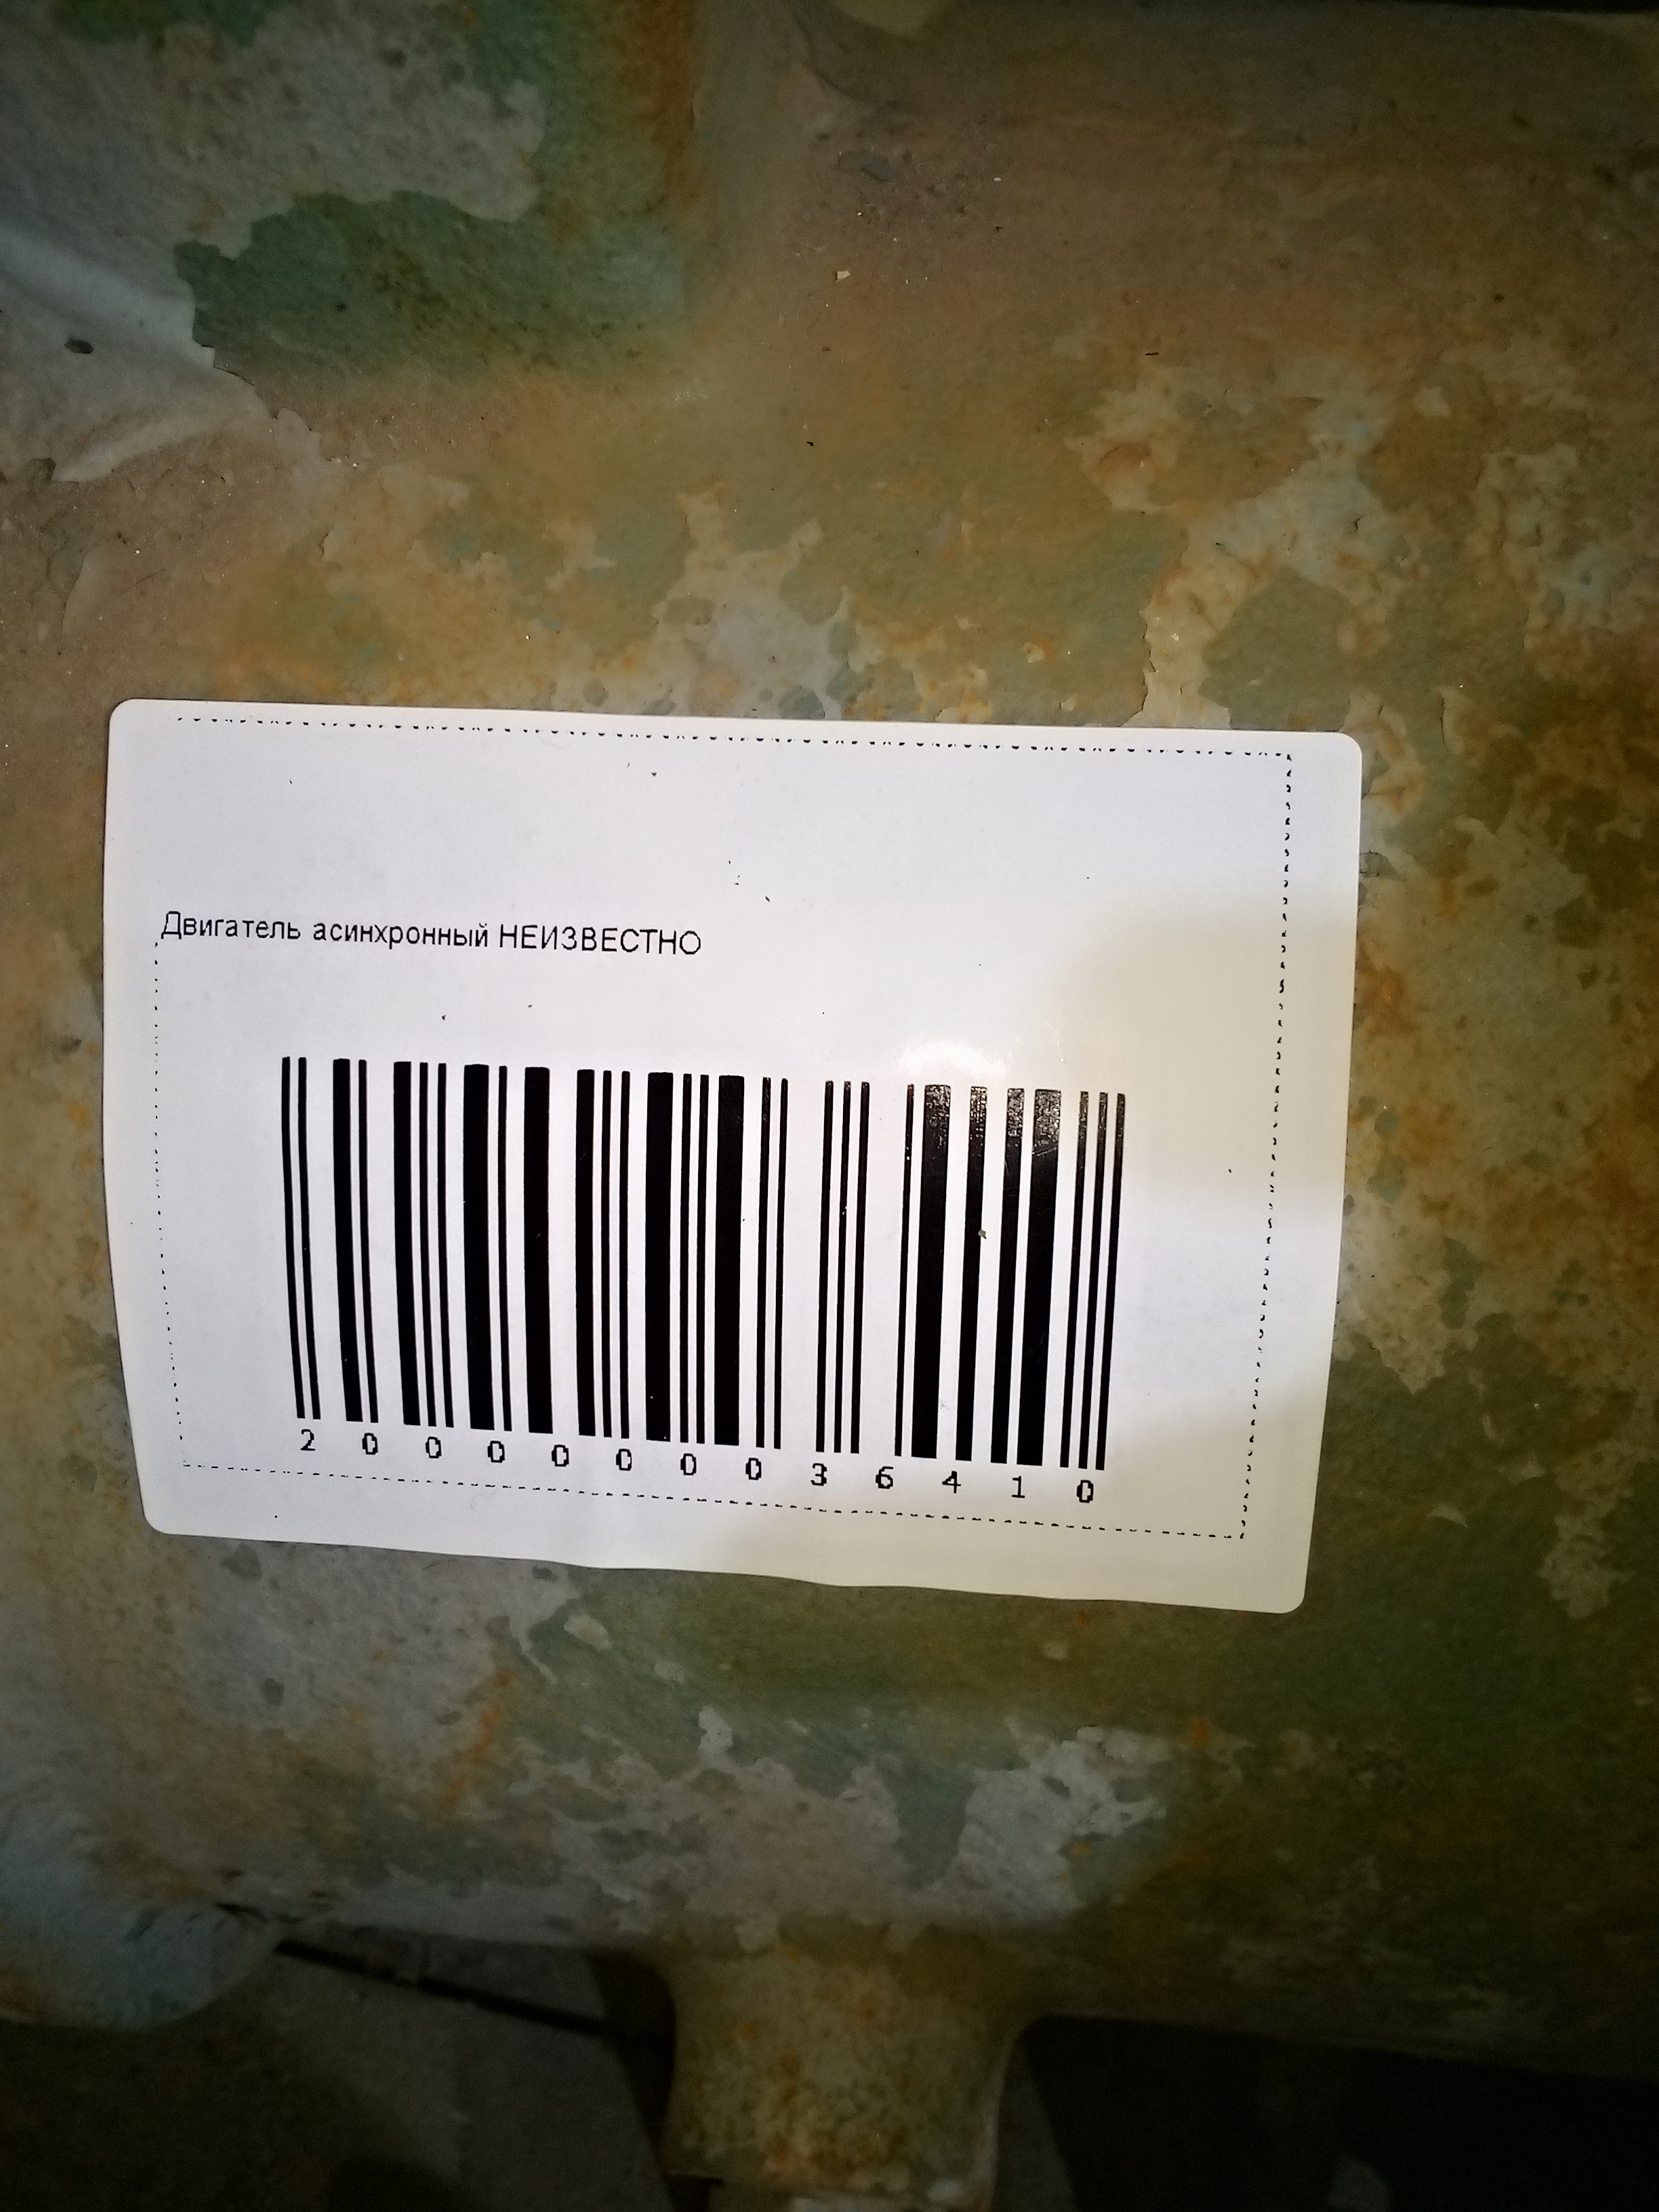 Двигатель асинхронный НЕИЗВЕСТНО
2000000036410